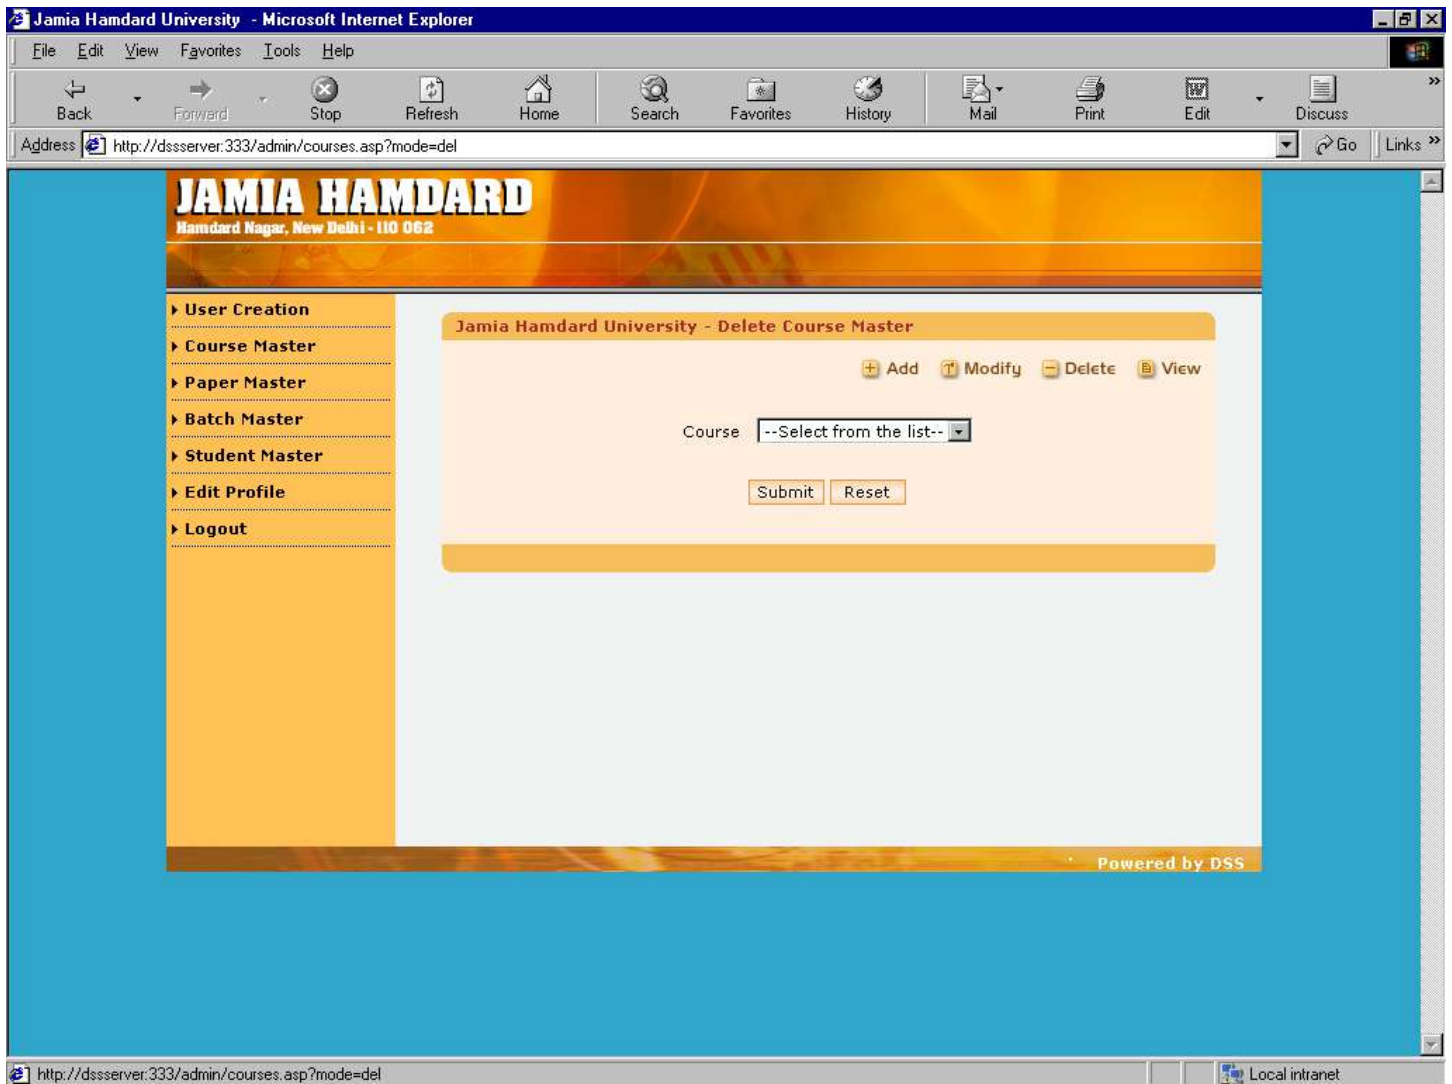 Jamia Hamdard University - Microsoft Internet Explorer
File Edit View Favorites Tools Help
Back Forward Stop Refresh Home Search Favorites History Mail Print Edit Discuss »
Address http://dssserver:333/admin/courses.asp?mode=del Go Links »
JAMIA HAMDARD
Hamdard Nagar, New Delhi - 110 062
User Creation
Course Master
Paper Master
Batch Master
Student Master
Edit Profile
Logout
Jamia Hamdard University - Delete Course Master
Add Modify Delete View
Course --Select from the list--
Submit Reset
Powered by DSS
http://dssserver:333/admin/courses.asp?mode=del Local intranet